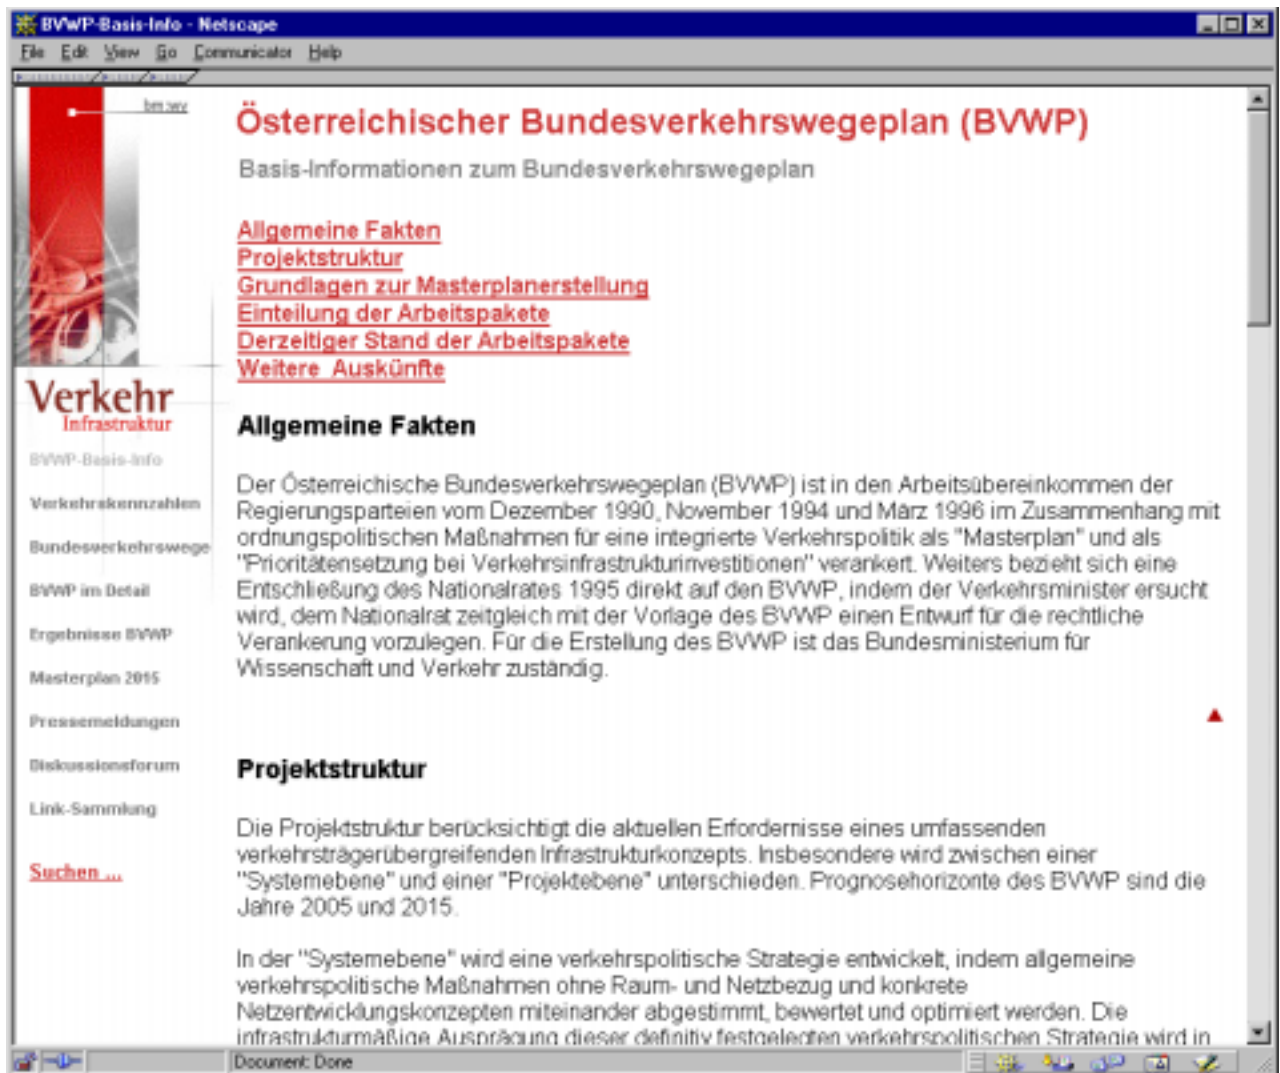 BVWP-Basis-Info - Netscape
File Edit View Go Communicator Help
bm:wv
Österreichischer Bundesverkehrswegeplan (BVWP)
Basis-Informationen zum Bundesverkehrswegeplan
Allgemeine Fakten
Projektstruktur
Grundlagen zur Masterplanerstellung
Einteilung der Arbeitspakete
Derzeitiger Stand der Arbeitspakete
Weitere Auskünfte
Verkehr
Infrastruktur
BVWP-Basis-Info
Verkehrskennzahlen
Bundesverkehrswege
BVWP im Detail
Ergebnisse BVWP
Masterplan 2015
Pressemeldungen
Diskussionsforum
Link-Sammlung
Suchen ...
Allgemeine Fakten
Der Österreichische Bundesverkehrswegeplan (BVWP) ist in den Arbeitsübereinkommen der
Regierungsparteien vom Dezember 1990, November 1994 und März 1996 im Zusammenhang mit
ordnungspolitischen Maßnahmen für eine integrierte Verkehrspolitik als "Masterplan" und als
"Prioritätensetzung bei Verkehrsinfrastrukturinvestitionen" verankert. Weiters bezieht sich eine
Entschließung des Nationalrates 1995 direkt auf den BVWP, indem der Verkehrsminister ersucht
wird, dem Nationalrat zeitgleich mit der Vorlage des BVWP einen Entwurf für die rechtliche
Verankerung vorzulegen. Für die Erstellung des BVWP ist das Bundesministerium für
Wissenschaft und Verkehr zuständig.
Projektstruktur
Die Projektstruktur berücksichtigt die aktuellen Erfordernisse eines umfassenden
verkehrsträgerübergreifenden Infrastrukturkonzepts. Insbesondere wird zwischen einer
"Systemebene" und einer "Projektebene" unterschieden. Prognosehorizonte des BVWP sind die
Jahre 2005 und 2015.
In der "Systemebene" wird eine verkehrspolitische Strategie entwickelt, indem allgemeine
verkehrspolitische Maßnahmen ohne Raum- und Netzbezug und konkrete
Netzentwicklungskonzepten miteinander abgestimmt, bewertet und optimiert werden. Die
infrastrukturmäßige Ausprägung dieser definitiv festgelegten verkehrspolitischen Strategie wird in
Document: Done